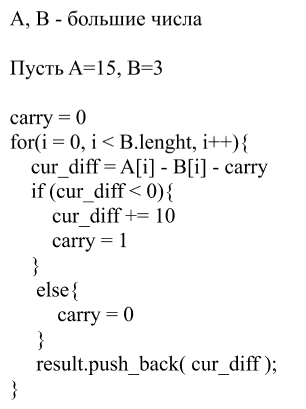 А, В - большие числа
Пусть А=15, В=3
carry = 0
for(i = 0, i < B.lenght, i++){
cur_diff = A[i] - B[i] - carry
if (cur_diff < 0){
cur_diff += 10
carry = 1
}
else{
carry = 0
}
result.push_back( cur_diff );
}